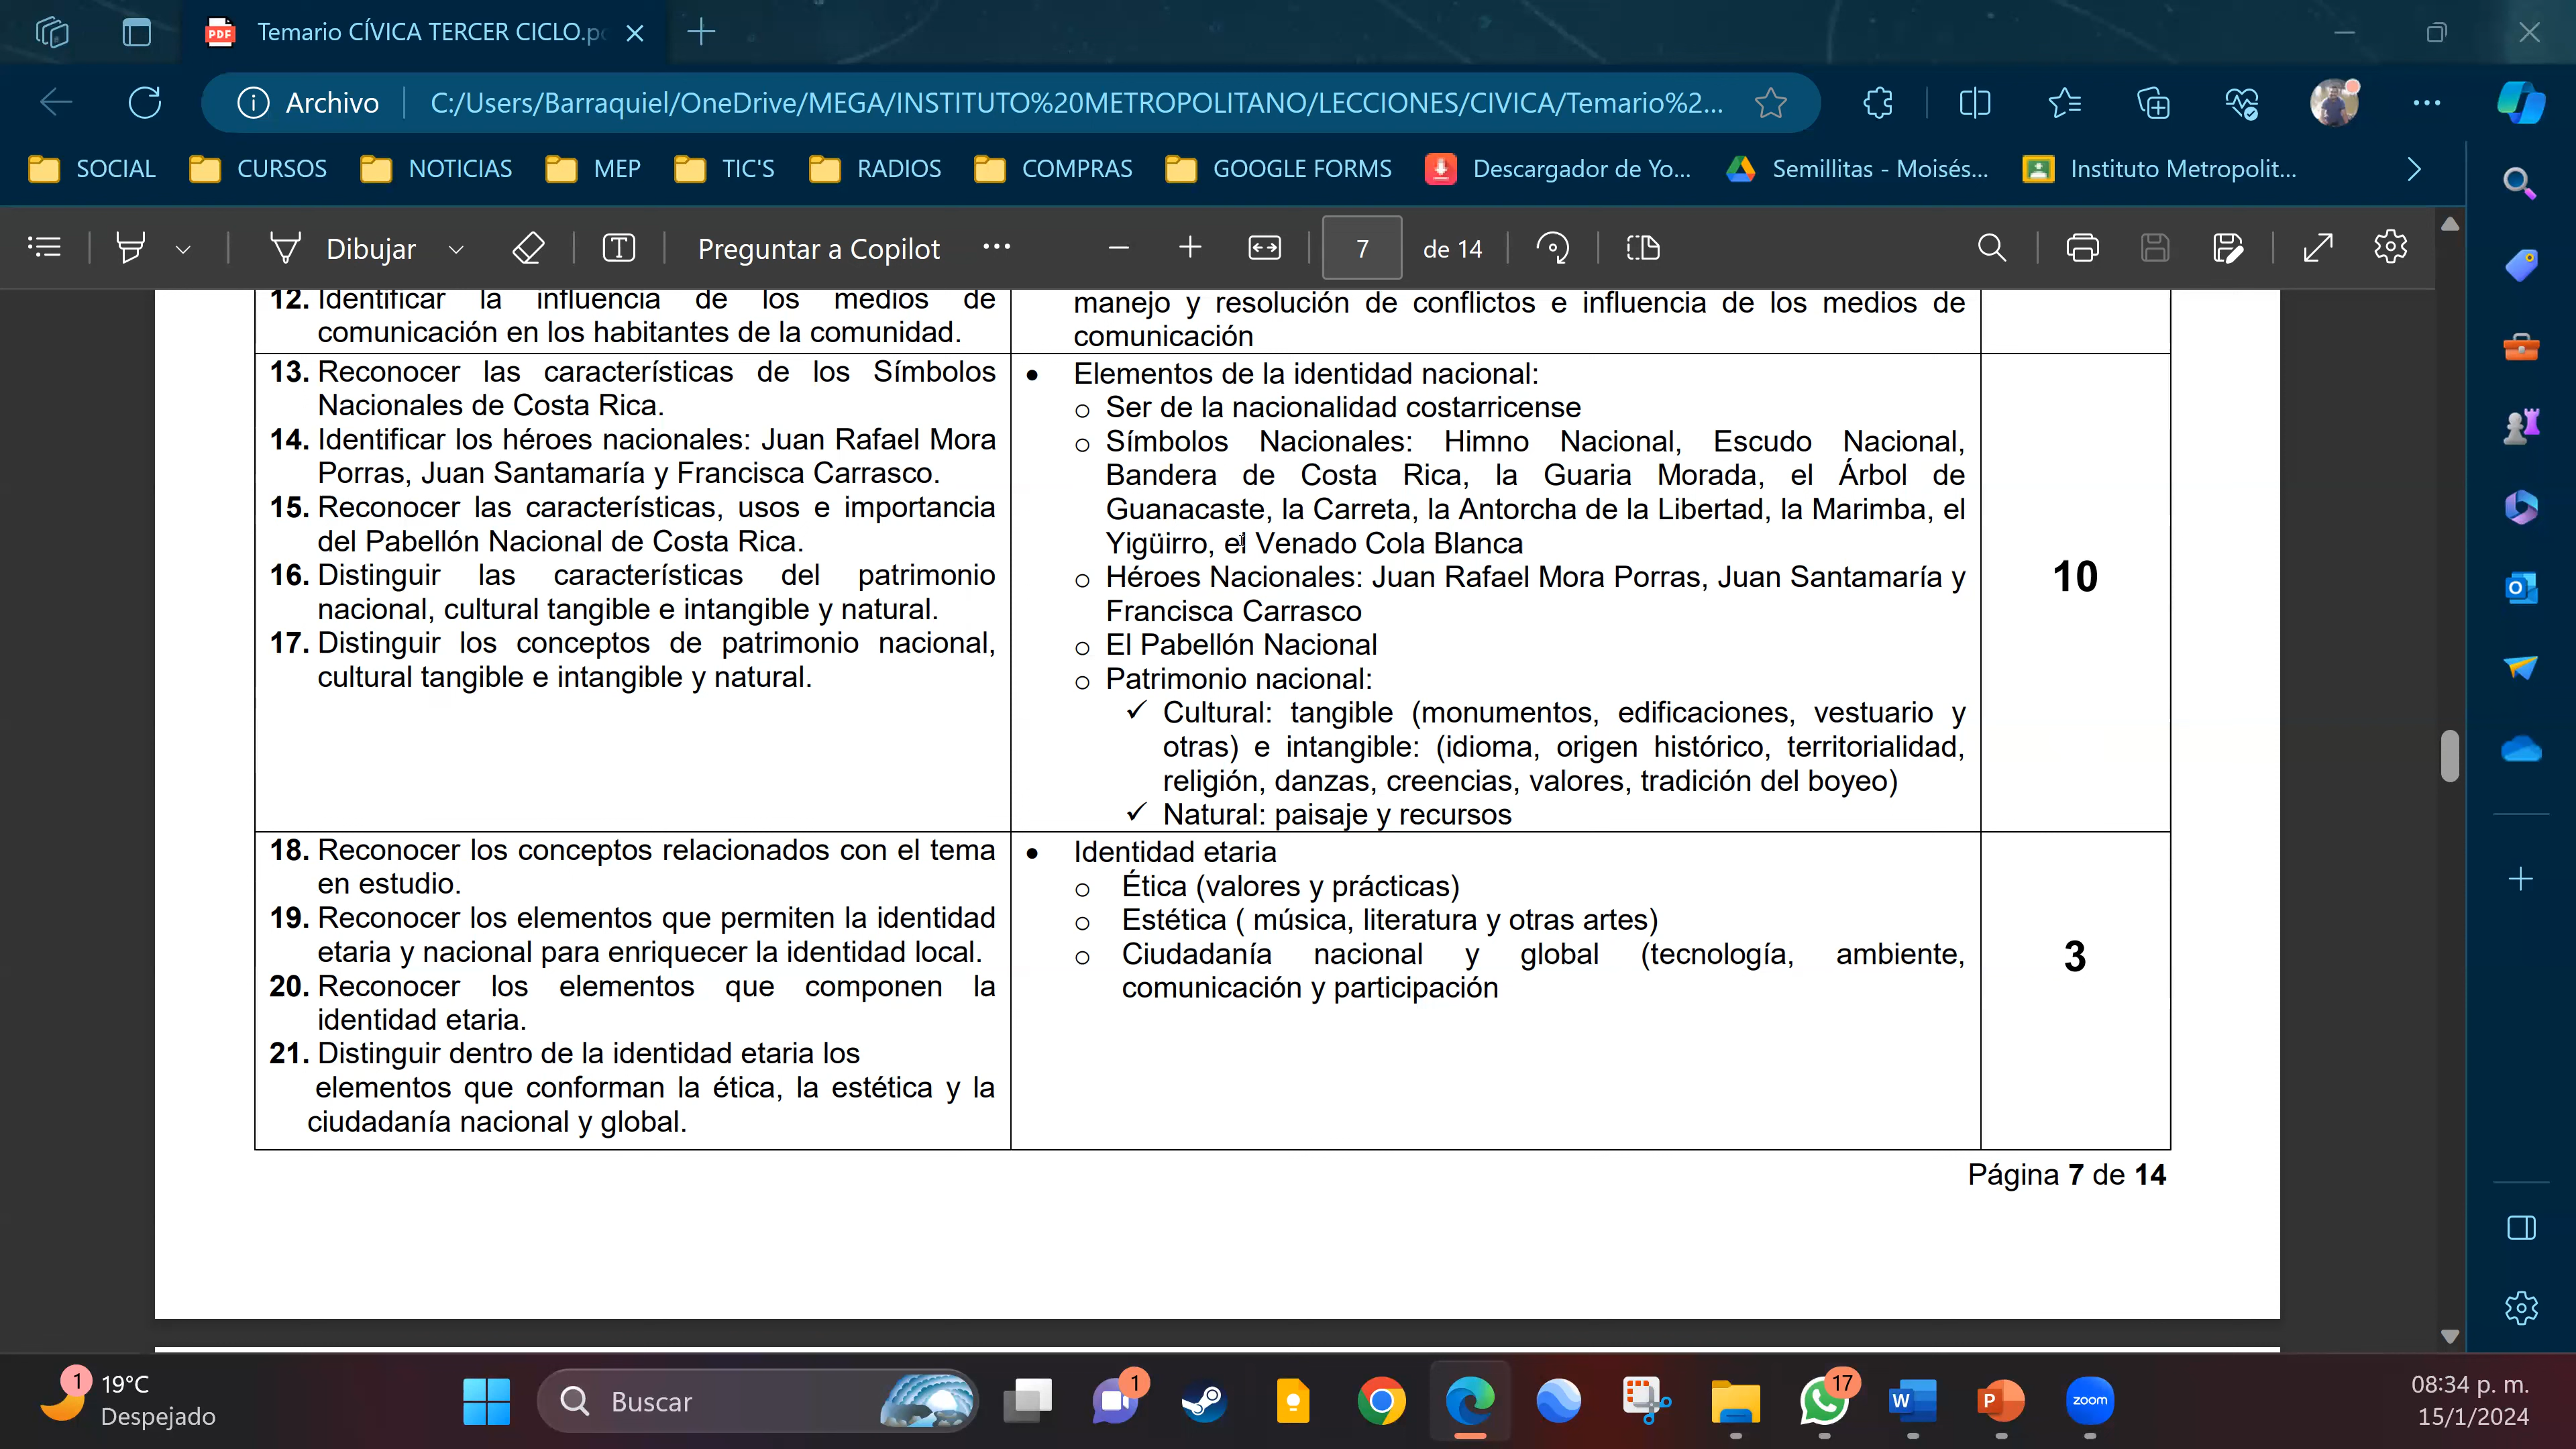 Temario CÍVICA TERCER CICLO.p
Archivo C:/Users/Barraquiel/OneDrive/MEGA/INSTITUTO%20METROPOLITANO/LECCIONES/CIVICA/Temario%2...
SOCIAL CURSOS NOTICIAS MEP TIC'S RADIOS COMPRAS GOOGLE FORMS Descargador de Yo... Semillitas - Moisés... Instituto Metropolit...
Dibujar Preguntar a Copilot 7 de 14
12. Identificar la influencia de los medios de
comunicación en los habitantes de la comunidad.
manejo y resolución de conflictos e influencia de los medios de
comunicación
13. Reconocer las características de los Símbolos
Nacionales de Costa Rica.
14. Identificar los héroes nacionales: Juan Rafael Mora
Porras, Juan Santamaría y Francisca Carrasco.
15. Reconocer las características, usos e importancia
del Pabellón Nacional de Costa Rica.
16. Distinguir las características del patrimonio
nacional, cultural tangible e intangible y natural.
17. Distinguir los conceptos de patrimonio nacional,
cultural tangible e intangible y natural.
• Elementos de la identidad nacional:
o Ser de la nacionalidad costarricense
o Símbolos Nacionales: Himno Nacional, Escudo Nacional,
Bandera de Costa Rica, la Guaria Morada, el Árbol de
Guanacaste, la Carreta, la Antorcha de la Libertad, la Marimba, el
Yigüirro, el Venado Cola Blanca
o Héroes Nacionales: Juan Rafael Mora Porras, Juan Santamaría y
Francisca Carrasco
o El Pabellón Nacional
o Patrimonio nacional:
✓ Cultural: tangible (monumentos, edificaciones, vestuario y
otras) e intangible: (idioma, origen histórico, territorialidad,
religión, danzas, creencias, valores, tradición del boyeo)
✓ Natural: paisaje y recursos
10
18. Reconocer los conceptos relacionados con el tema
en estudio.
19. Reconocer los elementos que permiten la identidad
etaria y nacional para enriquecer la identidad local.
20. Reconocer los elementos que componen la
identidad etaria.
21. Distinguir dentro de la identidad etaria los
elementos que conforman la ética, la estética y la
ciudadanía nacional y global.
• Identidad etaria
o Ética (valores y prácticas)
o Estética ( música, literatura y otras artes)
o Ciudadanía nacional y global (tecnología, ambiente,
comunicación y participación
3
Página 7 de 14
1 19°C
Despejado
Buscar
1
17
zoom
08:34 p. m.
15/1/2024